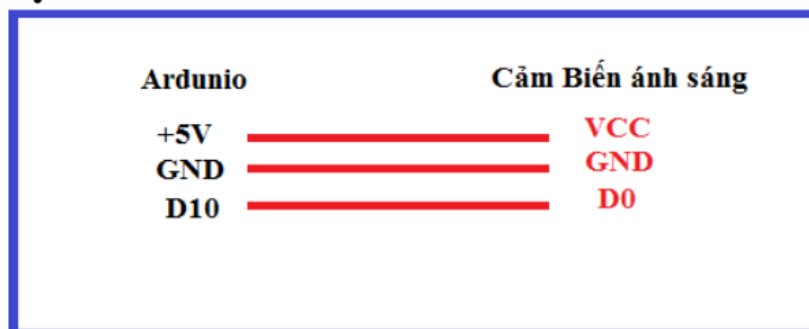 Ardunio Cảm Biến ánh sáng
+5V VCC
GND GND
D10 D0